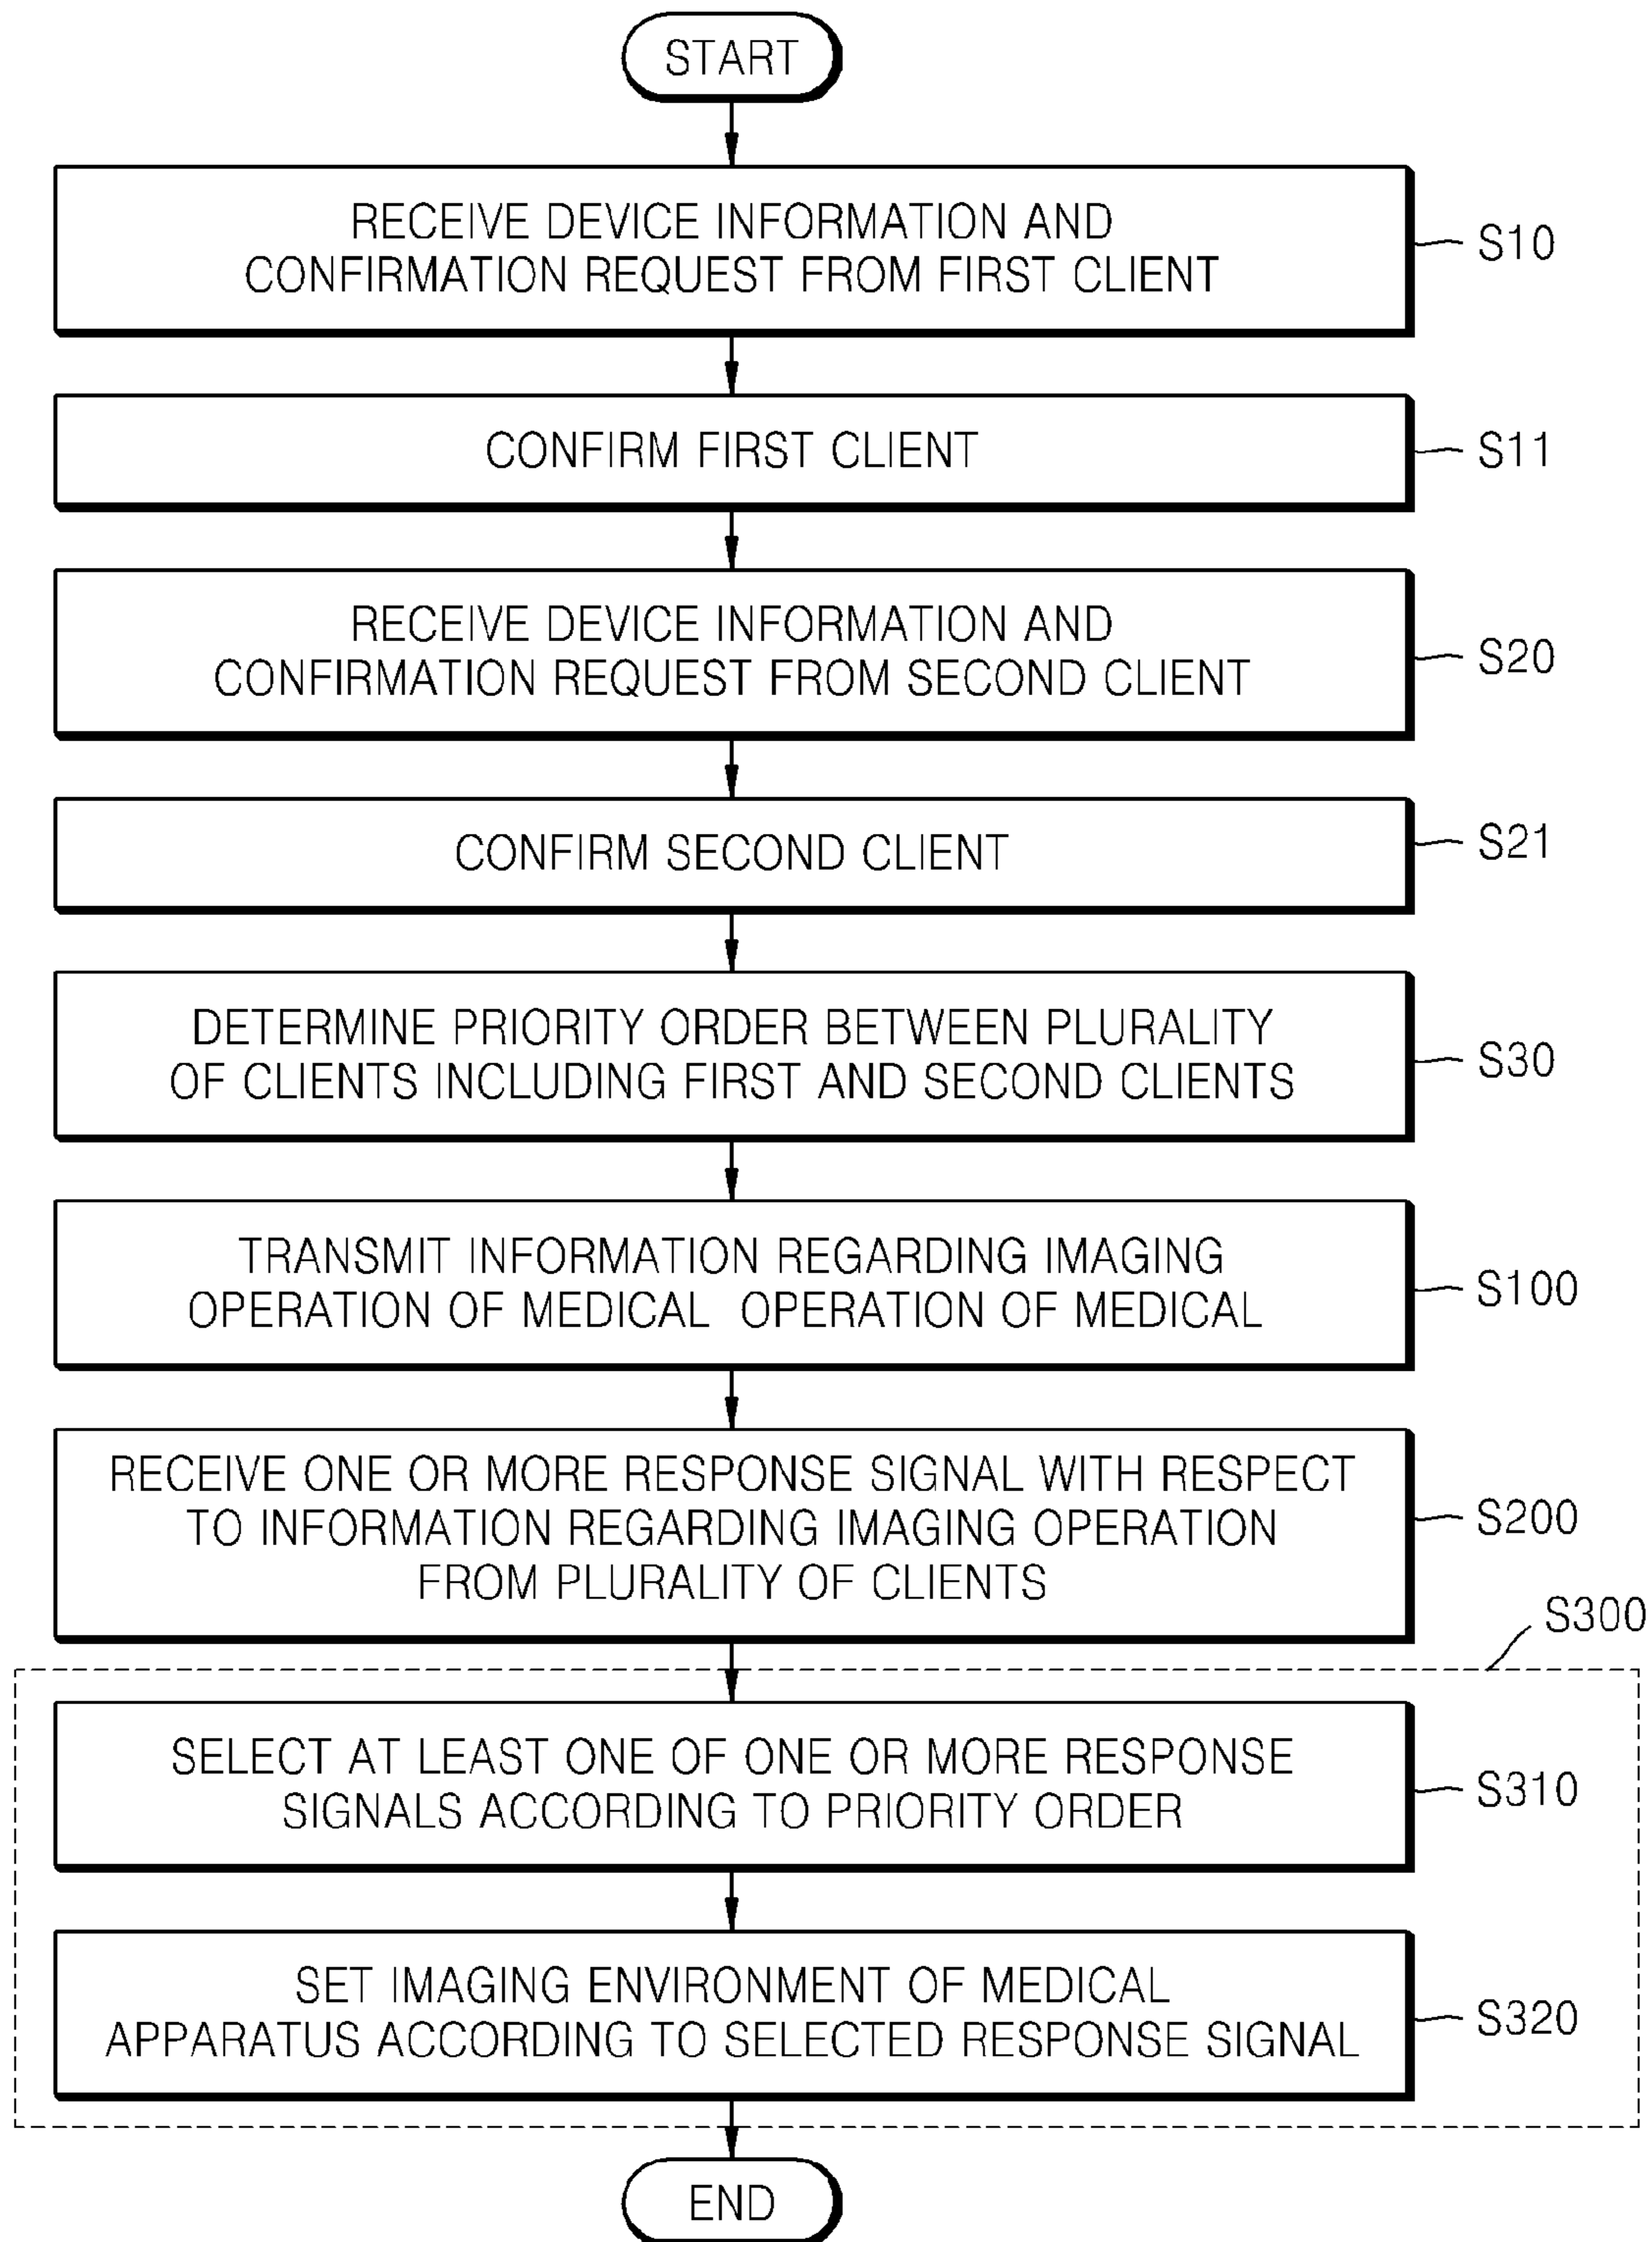 START
RECEIVE DEVICE INFORMATION AND
CONFIRMATION REQUEST FROM FIRST CLIENT
S10
CONFIRM FIRST CLIENT
S11
RECEIVE DEVICE INFORMATION AND
CONFIRMATION REQUEST FROM SECOND CLIENT
S20
CONFIRM SECOND CLIENT
S21
DETERMINE PRIORITY ORDER BETWEEN PLURALITY
OF CLIENTS INCLUDING FIRST AND SECOND CLIENTS
S30
TRANSMIT INFORMATION REGARDING IMAGING
OPERATION OF MEDICAL OPERATION OF MEDICAL
S100
RECEIVE ONE OR MORE RESPONSE SIGNAL WITH RESPECT
TO INFORMATION REGARDING IMAGING OPERATION
FROM PLURALITY OF CLIENTS
S200
S300
SELECT AT LEAST ONE OF ONE OR MORE RESPONSE
SIGNALS ACCORDING TO PRIORITY ORDER
S310
SET IMAGING ENVIRONMENT OF MEDICAL
APPARATUS ACCORDING TO SELECTED RESPONSE SIGNAL
S320
END